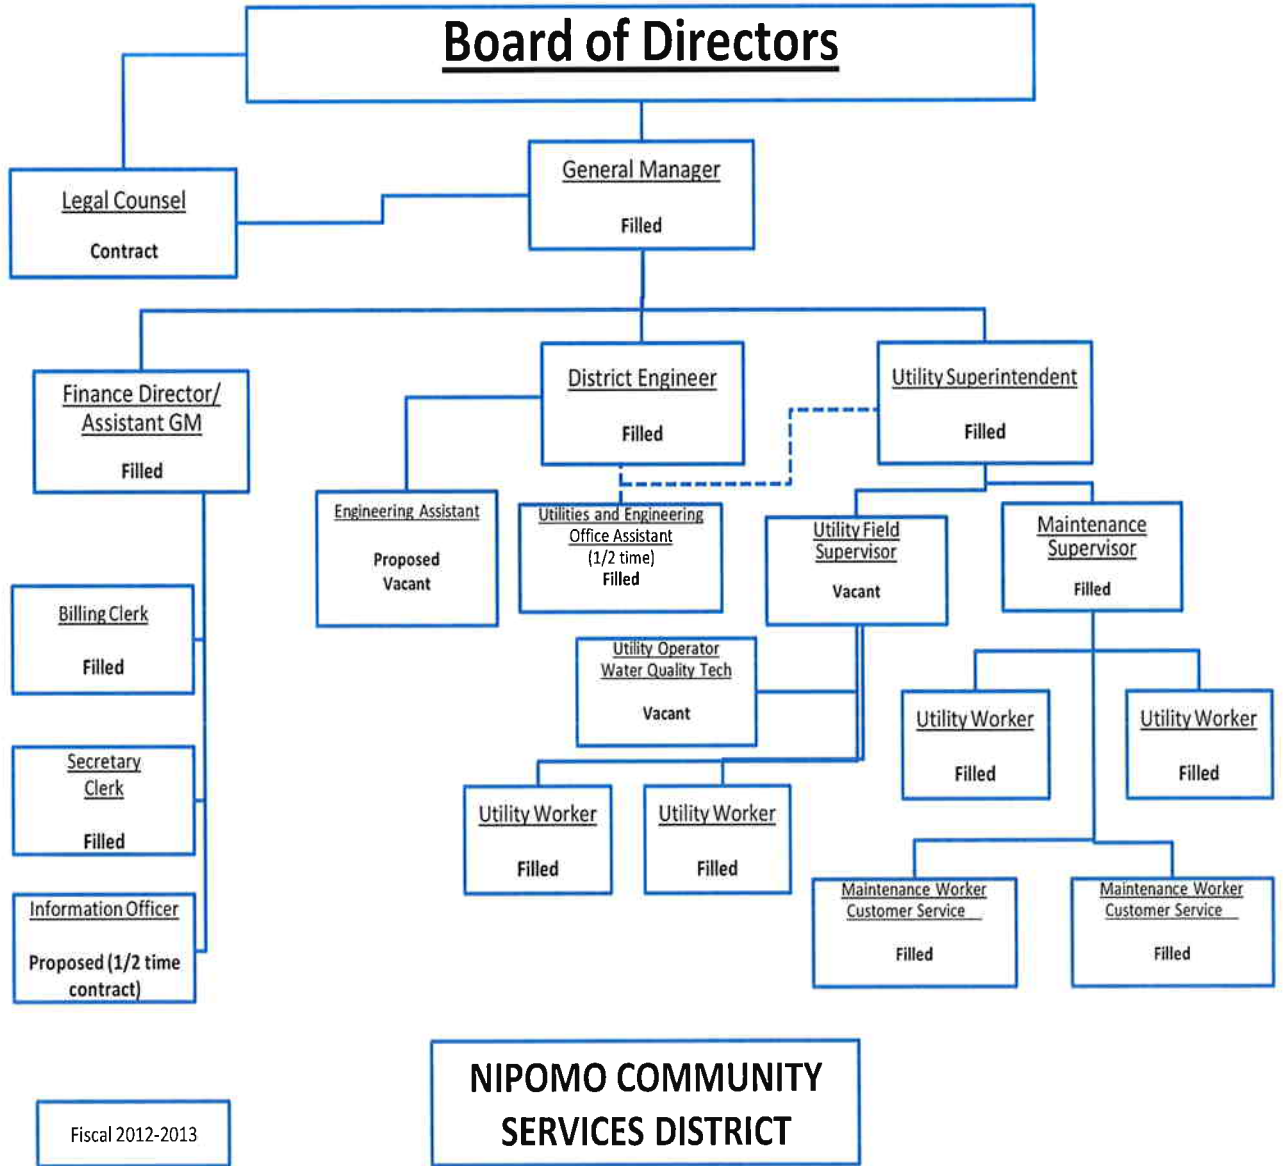 Board of Directors
General Manager
Filled
Legal Counsel
Contract
Finance Director/
Assistant GM
Filled
District Engineer
Filled
Utility Superintendent
Filled
Engineering Assistant
Proposed
Vacant
Utilities and Engineering
Office Assistant
(1/2 time)
Filled
Utility Field
Supervisor
Vacant
Maintenance
Supervisor
Filled
Billing Clerk
Filled
Utility Operator
Water Quality Tech
Vacant
Utility Worker
Filled
Utility Worker
Filled
Secretary
Clerk
Filled
Utility Worker
Filled
Utility Worker
Filled
Information Officer
Proposed (1/2 time
contract)
Maintenance Worker
Customer Service
Filled
Maintenance Worker
Customer Service
Filled
NIPOMO COMMUNITY
SERVICES DISTRICT
Fiscal 2012-2013